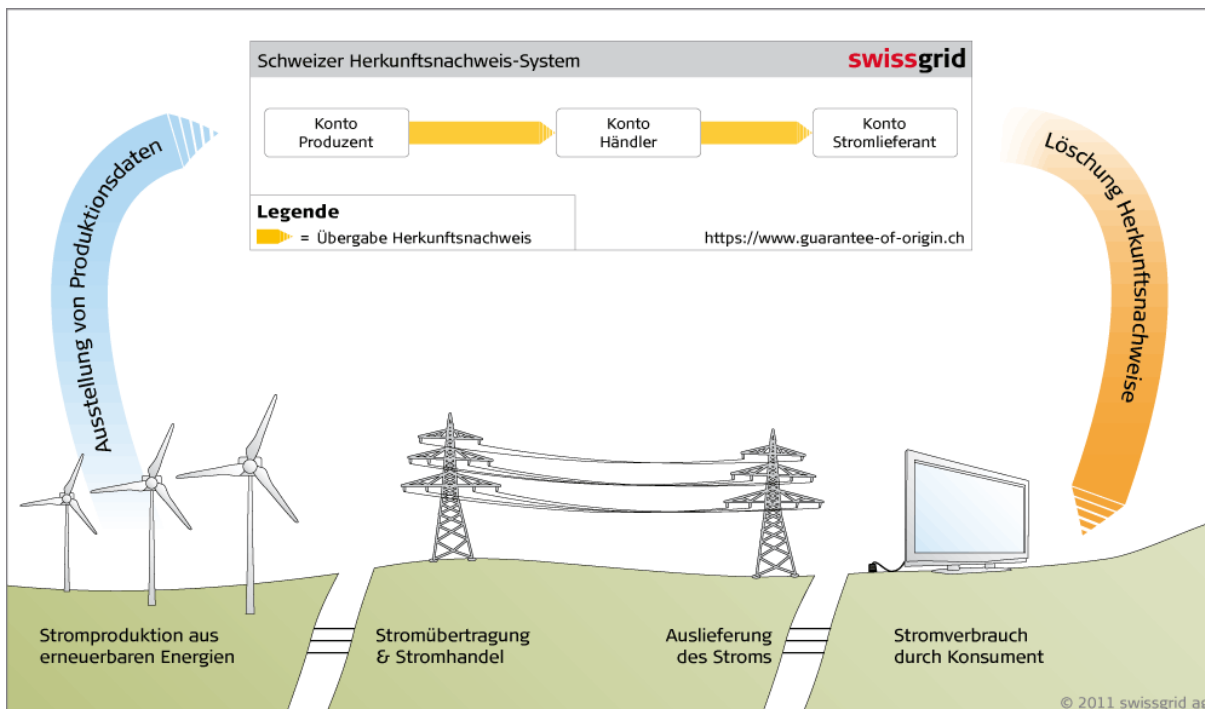 Schweizer Herkunftsnachweis-System
swissgrid
Konto
Produzent
Konto
Händler
Konto
Stromlieferant
Legende
= Übergabe Herkunftsnachweis
https://www.guarantee-of-origin.ch
Ausstellung von Produktionsdaten
Löschung Herkunftsnachweise
Stromproduktion aus
erneuerbaren Energien
Stromübertragung
& Stromhandel
Auslieferung
des Stroms
Stromverbrauch
durch Konsument
© 2011 swissgrid ag